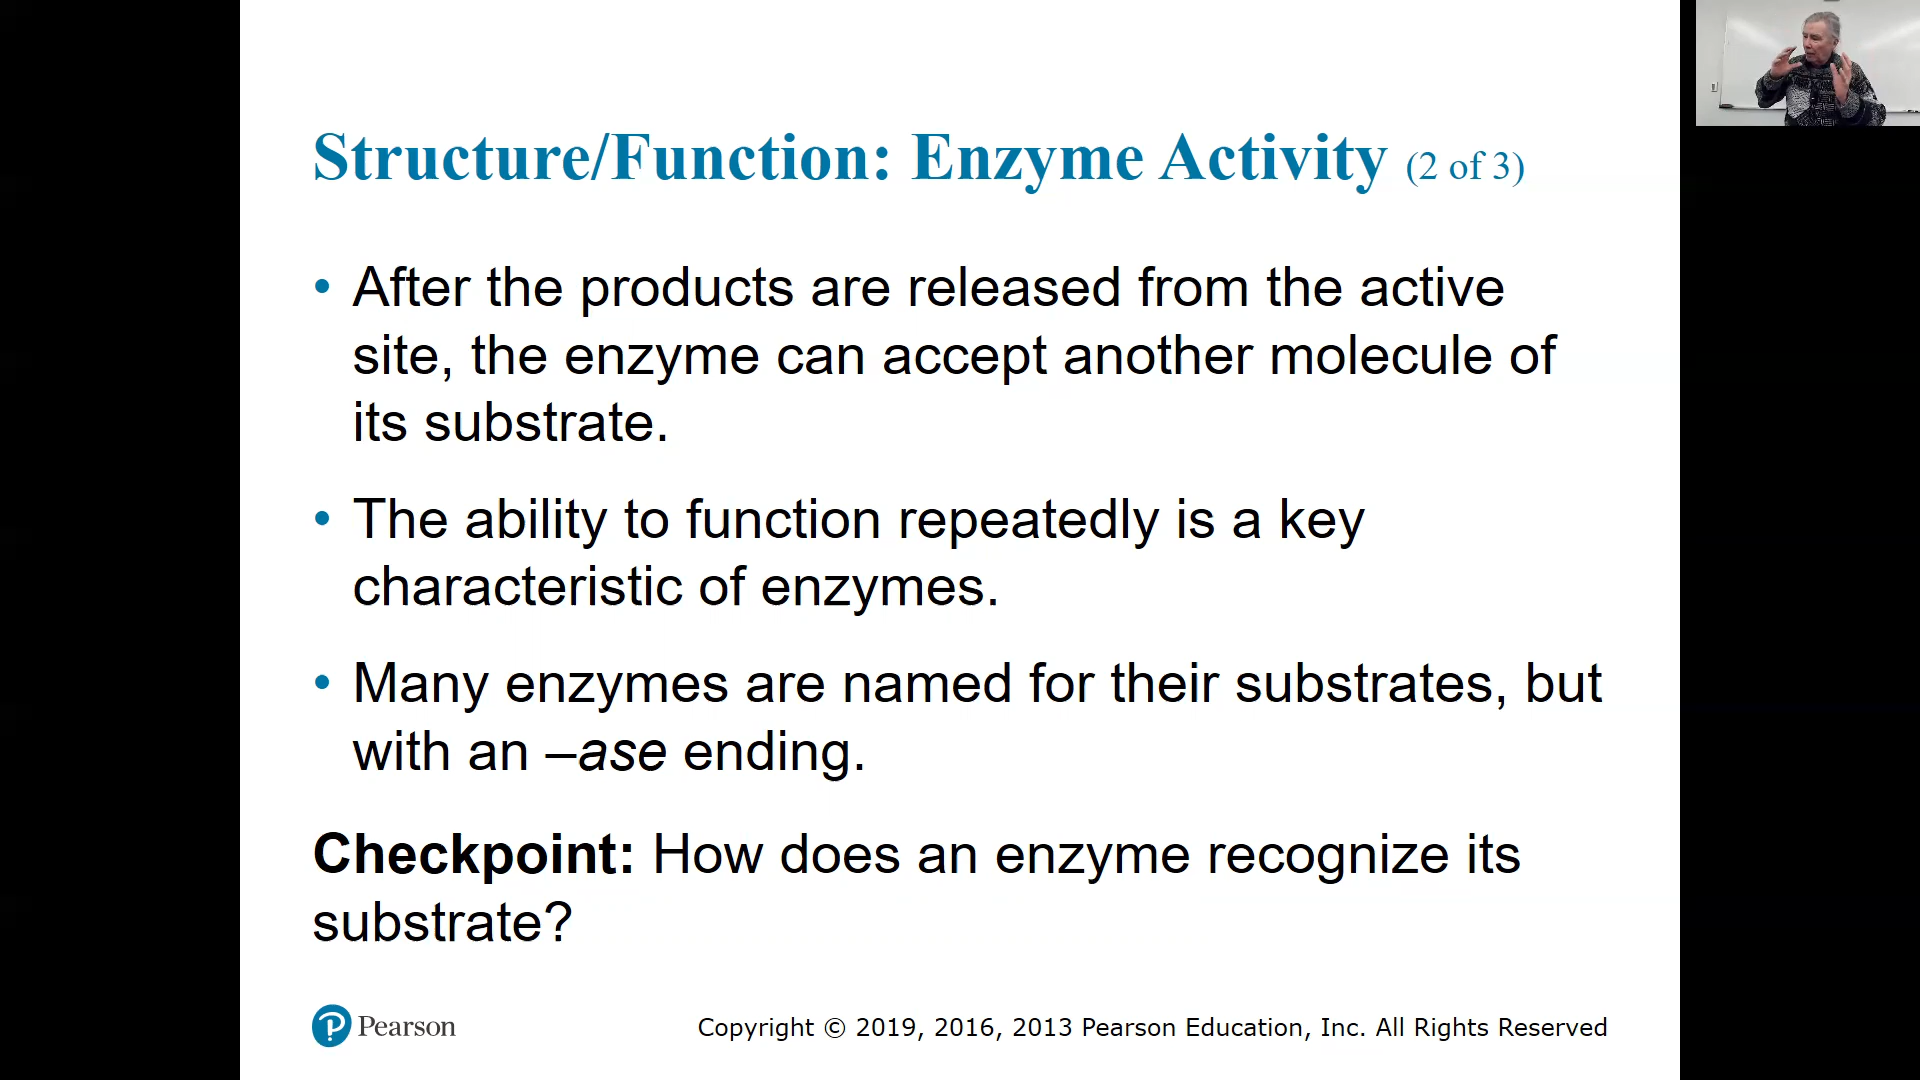 Structure/Function: Enzyme Activity (2 of 3)
• After the products are released from the active
site, the enzyme can accept another molecule of
its substrate.
• The ability to function repeatedly is a key
characteristic of enzymes.
• Many enzymes are named for their substrates, but
with an –ase ending.
Checkpoint: How does an enzyme recognize its
substrate?
Pearson
Copyright © 2019, 2016, 2013 Pearson Education, Inc. All Rights Reserved